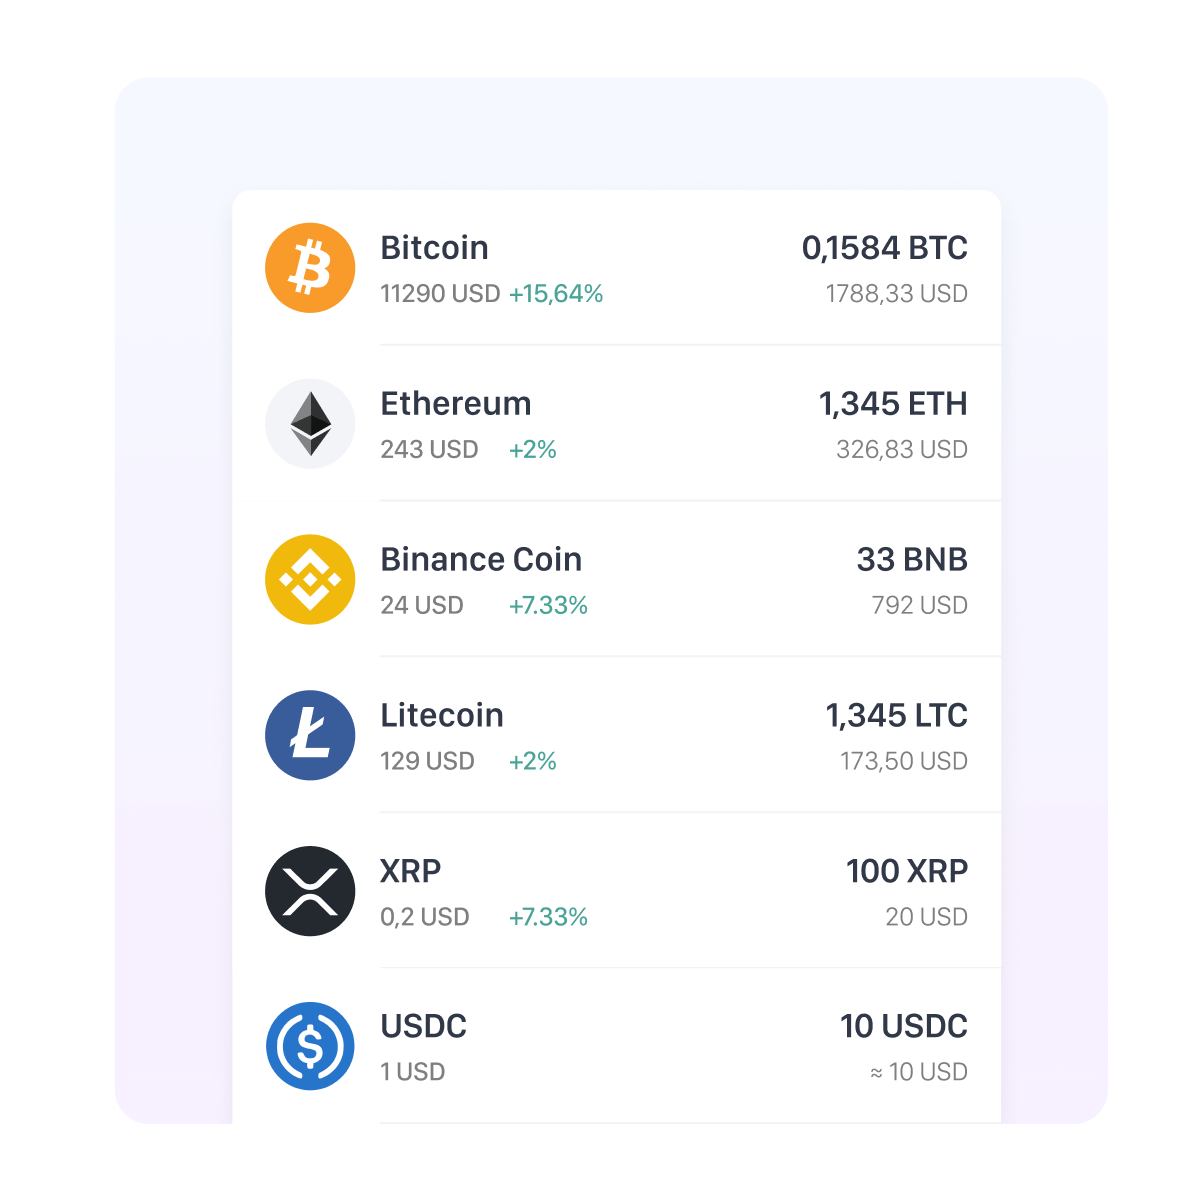 Bitcoin 0,1584 BTC
11290 USD +15,64% 1788,33 USD
Ethereum 1,345 ETH
243 USD +2% 326,83 USD
Binance Coin 33 BNB
24 USD +7.33% 792 USD
Litecoin 1,345 LTC
129 USD +2% 173,50 USD
XRP 100 XRP
0,2 USD +7.33% 20 USD
USDC 10 USDC
1 USD ≈ 10 USD